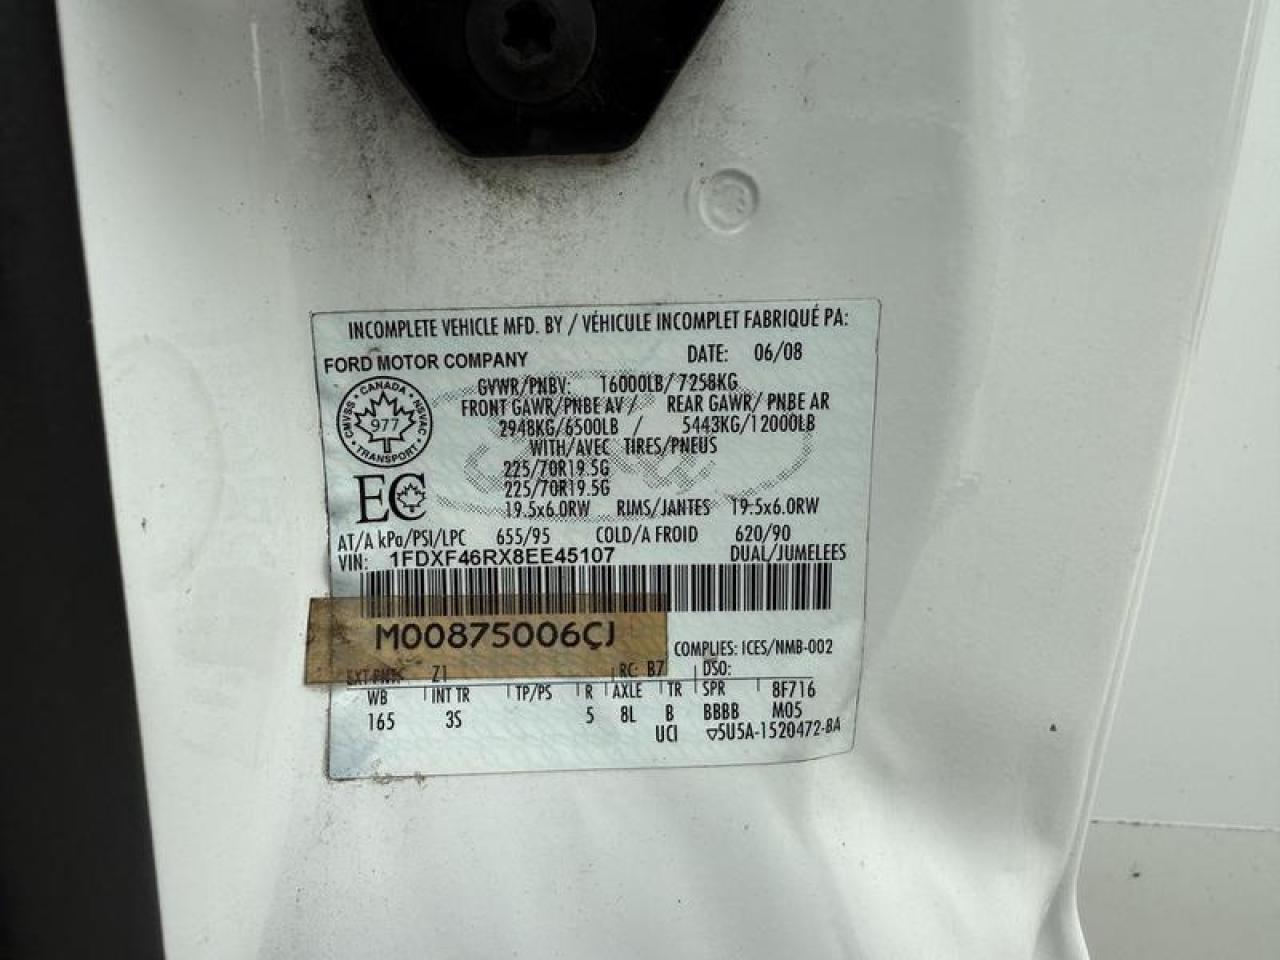 INCOMPLETE VEHICLE MFD. BY / VÉHICULE INCOMPLET FABRIQUÉ PA:
FORD MOTOR COMPANY DATE: 06/08
GVWR/PNBV: 16000LB/7258KG
FRONT GAWR/PNBE AV/ REAR GAWR/ PNBE AR
2948KG/6500LB / 5443KG/12000LB
WITH/AVEC TIRES/PNEUS
225/70R19.5G
225/70R19.5G
19.5x6.0RW RIMS/JANTES 19.5x6.0RW
CANADA
CMVSS NSVAC
977
TRANSPORT
EC
AT/A kPa/PSI/LPC 655/95 COLD/A FROID 620/90
VIN: 1FDXF46RX8EE45107 DUAL/JUMELEES
M00875006CJ
COMPLIES: ICES/NMB-002
EXT PNT: Z1 RC: B7 DSO:
WB INT TR TP/PS R AXLE TR SPR 8F716
165 3S 5 8L B BBBB M05
UCI ▽5U5A-1520472-BA